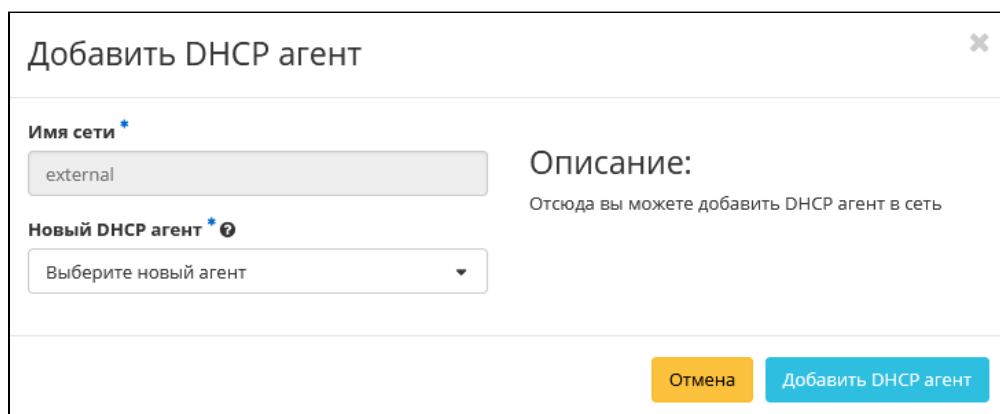 Добавить DHCP агент
Имя сети *
external
Новый DHCP агент *
Выберите новый агент
Описание:
Отсюда вы можете добавить DHCP агент в сеть
Отмена
Добавить DHCP агент